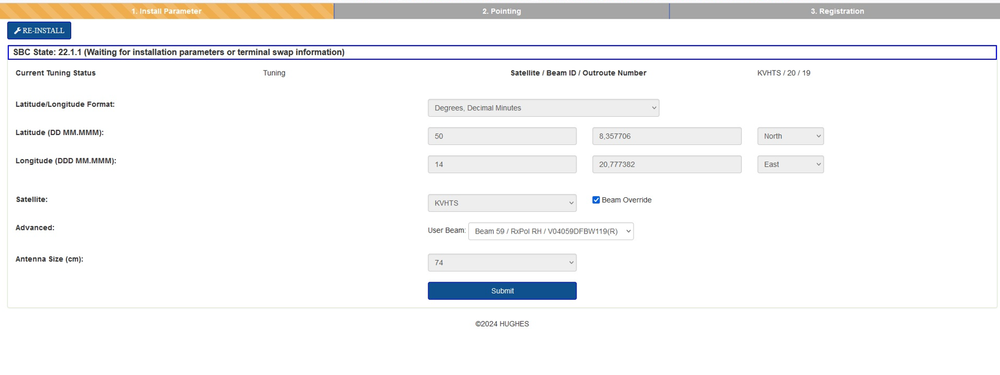 1. Install Parameter 2. Pointing 3. Registration
RE-INSTALL
SBC State: 22.1.1 (Waiting for installation parameters or terminal swap information)
Current Tuning Status Tuning Satellite / Beam ID / Outroute Number KVHTS / 20 / 19
Latitude/Longitude Format: Degrees, Decimal Minutes
Latitude (DD MM.MMM): 50 8,357706 North
Longitude (DDD MM.MMM): 14 20,777382 East
Satellite: KVHTS Beam Override
Advanced: User Beam: Beam 59 / RxPol RH / V04059DFBW119(R)
Antenna Size (cm): 74
Submit
©2024 HUGHES